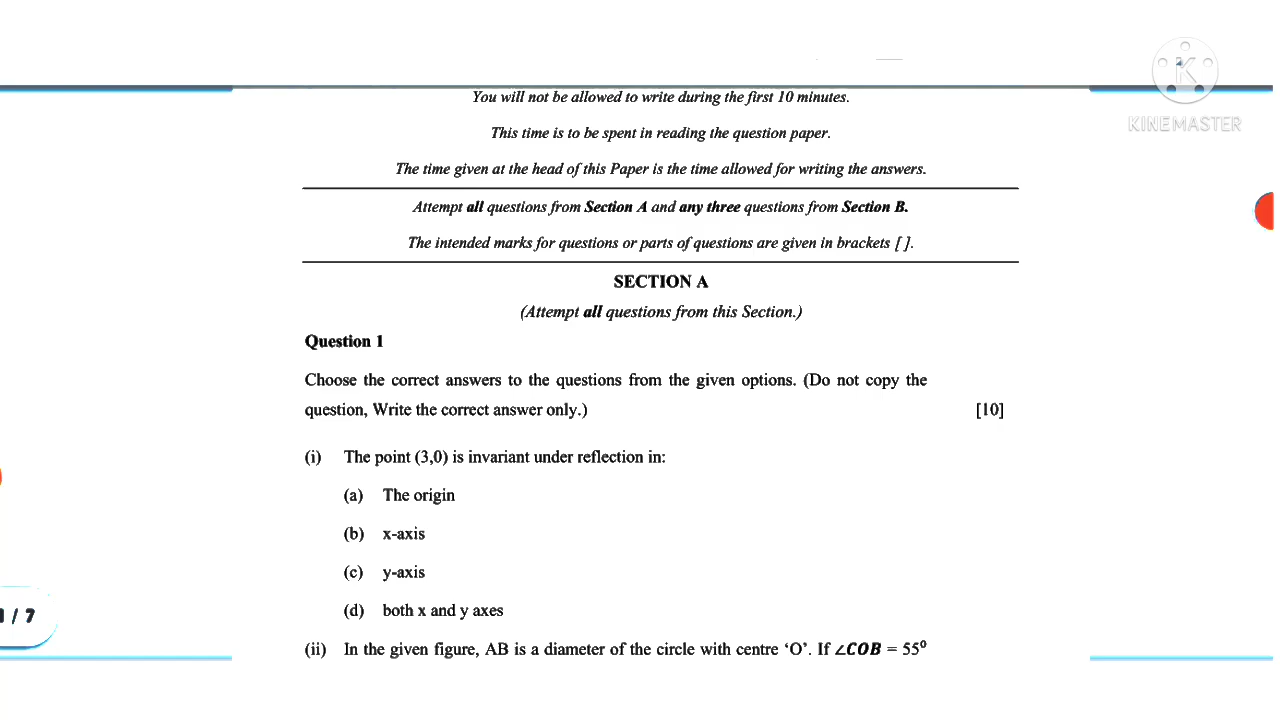 K
KINEMASTER
You will not be allowed to write during the first 10 minutes.
This time is to be spent in reading the question paper.
The time given at the head of this Paper is the time allowed for writing the answers.
Attempt all questions from Section A and any three questions from Section B.
The intended marks for questions or parts of questions are given in brackets [ ].
SECTION A
(Attempt all questions from this Section.)
Question 1
Choose the correct answers to the questions from the given options. (Do not copy the
question, Write the correct answer only.) [10]
(i) The point (3,0) is invariant under reflection in:
(a) The origin
(b) x-axis
(c) y-axis
(d) both x and y axes
1 / 7
(ii) In the given figure, AB is a diameter of the circle with centre ‘O’. If ∠COB = 55⁰